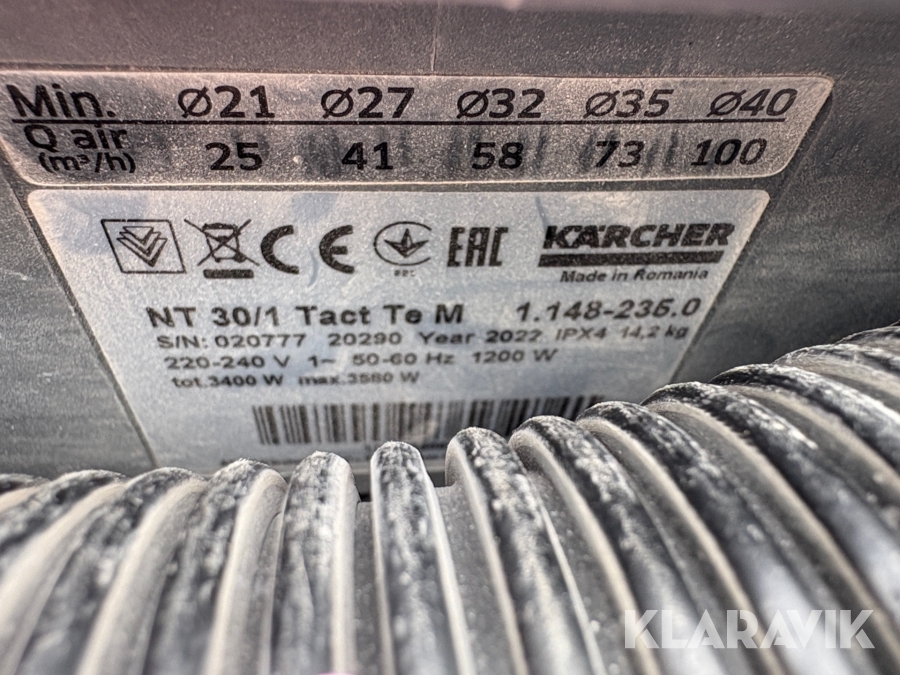 Min. Ø21 Ø27 Ø32 Ø35 Ø40
Q air (m³/h) 25 41 58 73 100
CE EAC KÄRCHER
Made in Romania
NT 30/1 Tact Te M 1.148-235.0
S/N: 020777 20290 Year 2022 IPX4 14,2 kg
220-240 V 1~ 50-60 Hz 1200 W
tot.3400 W max.3580 W
KLARAVIK